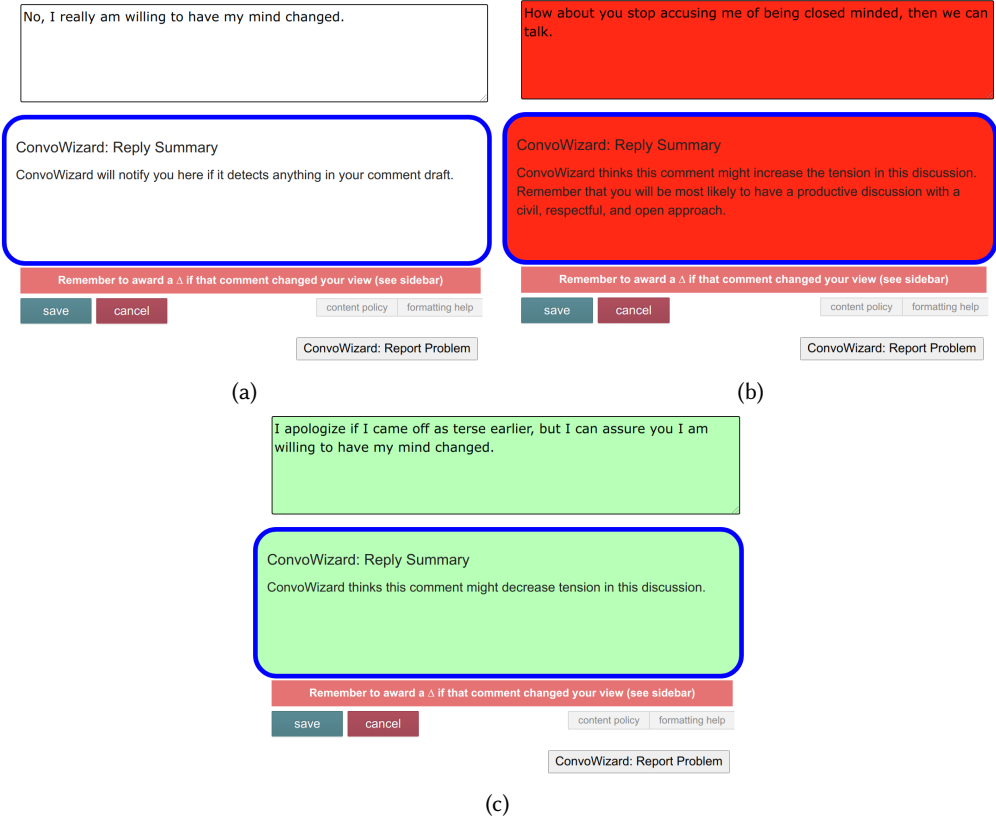 No, I really am willing to have my mind changed.
ConvoWizard: Reply Summary
ConvoWizard will notify you here if it detects anything in your comment draft.
Remember to award a Δ if that comment changed your view (see sidebar)
save cancel content policy formatting help
ConvoWizard: Report Problem
(a)
How about you stop accusing me of being closed minded, then we can
talk.
ConvoWizard: Reply Summary
ConvoWizard thinks this comment might increase the tension in this discussion.
Remember that you will be most likely to have a productive discussion with a
civil, respectful, and open approach.
Remember to award a Δ if that comment changed your view (see sidebar)
save cancel content policy formatting help
ConvoWizard: Report Problem
(b)
I apologize if I came off as terse earlier, but I can assure you I am
willing to have my mind changed.
ConvoWizard: Reply Summary
ConvoWizard thinks this comment might decrease tension in this discussion.
Remember to award a Δ if that comment changed your view (see sidebar)
save cancel content policy formatting help
ConvoWizard: Report Problem
(c)